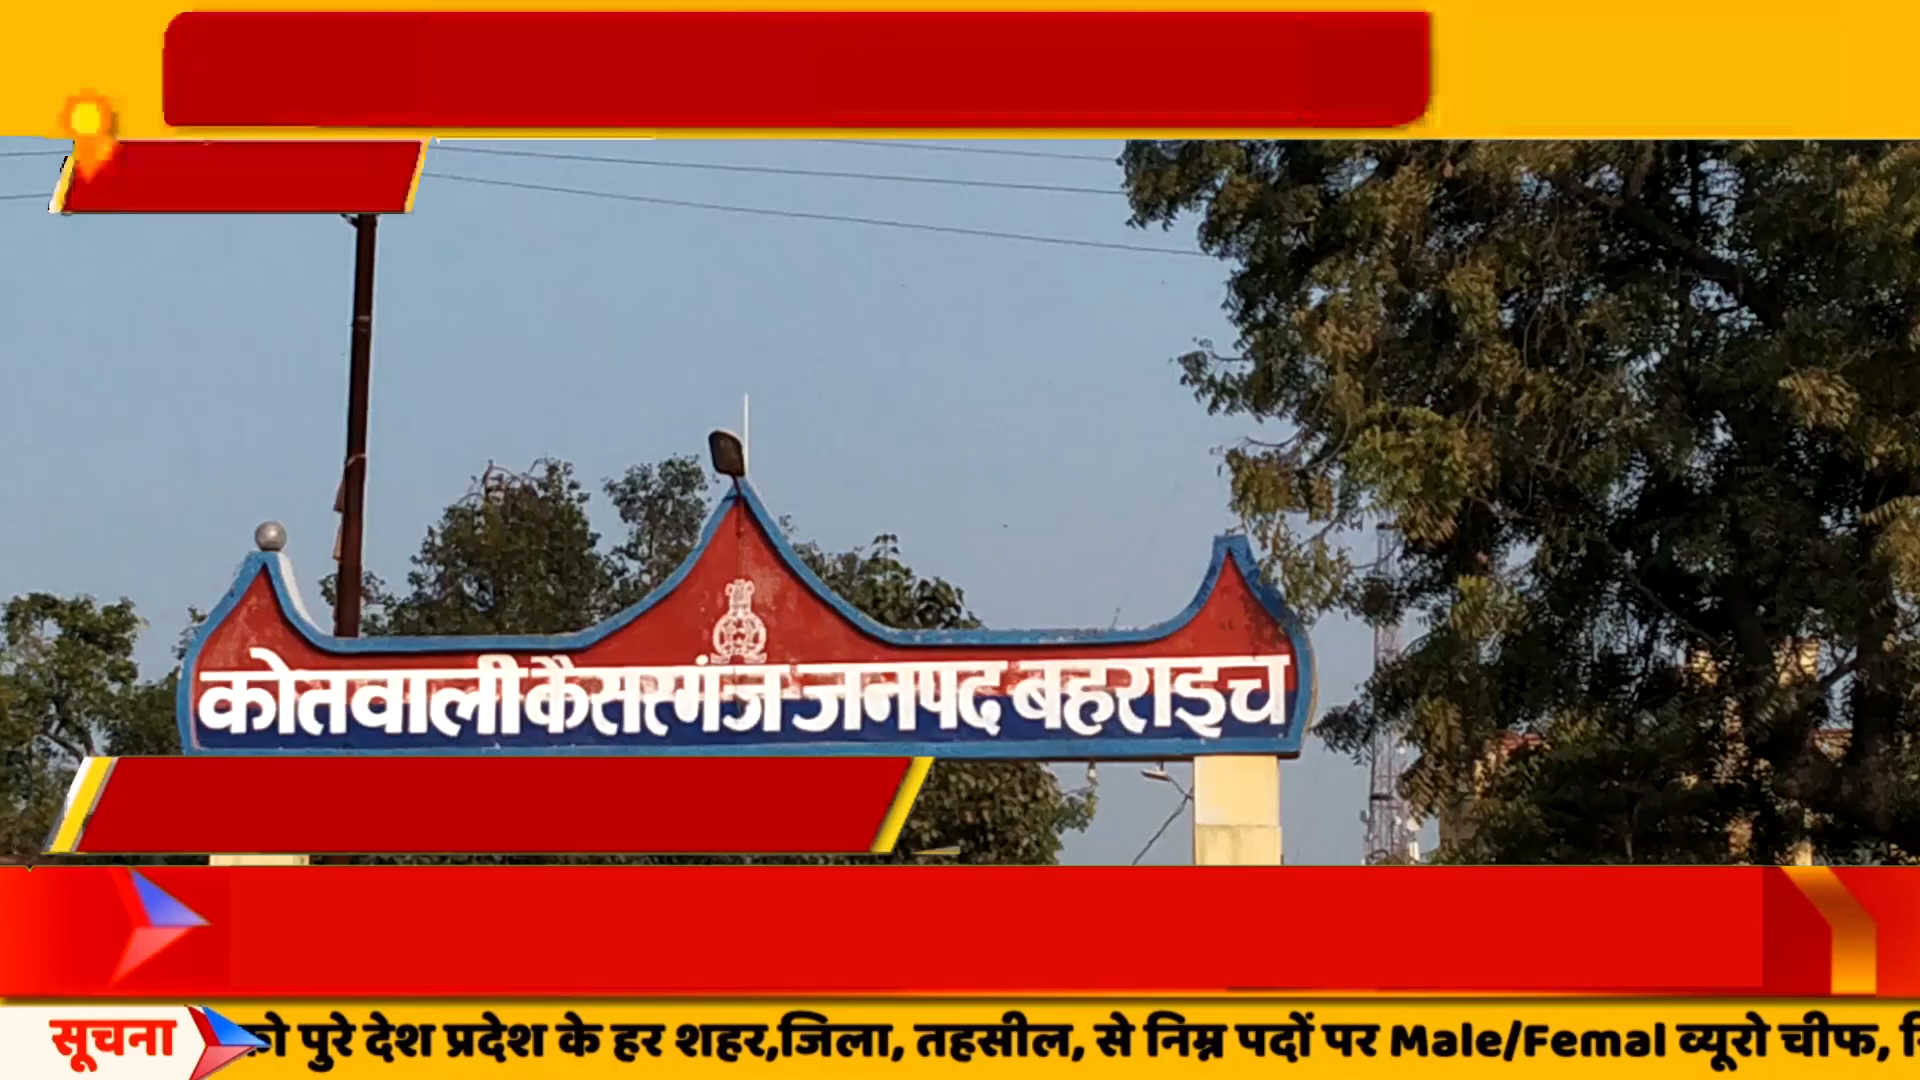 कोतवाली कैसरगंज जनपद बहराइच
सूचना
को पुरे देश प्रदेश के हर शहर,जिला, तहसील, से निम्न पदों पर Male/Femal व्यूरो चीफ,